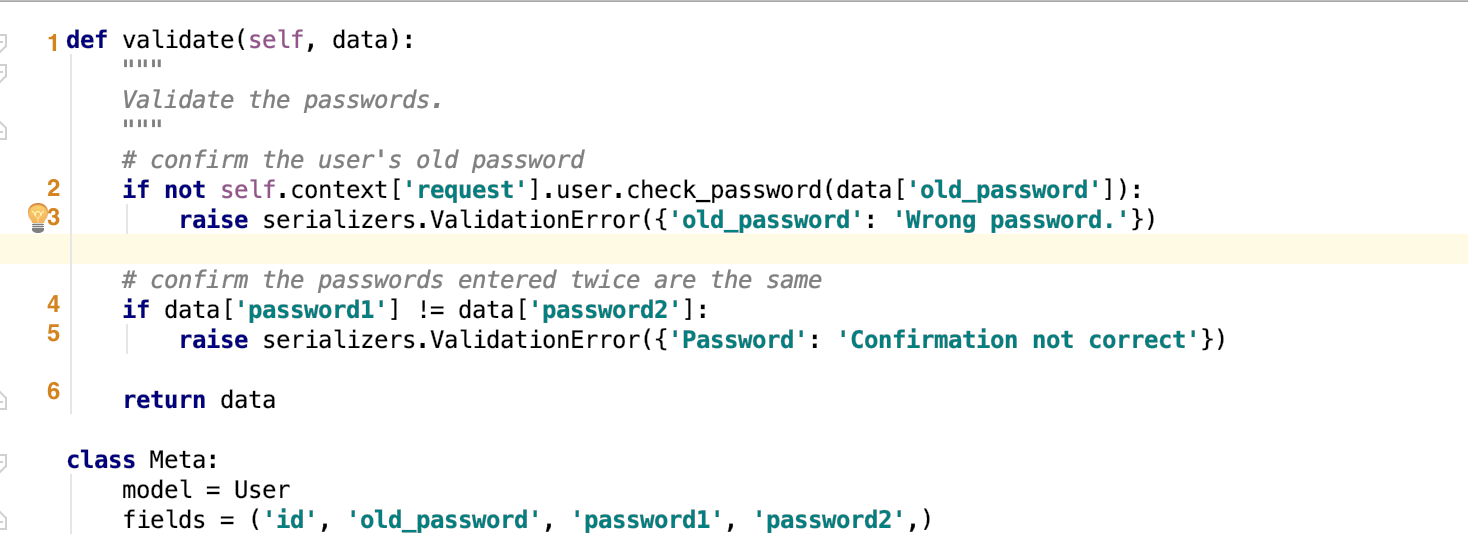 1 def validate(self, data):
"""
Validate the passwords.
"""
# confirm the user's old password
2 if not self.context['request'].user.check_password(data['old_password']):
3 raise serializers.ValidationError({'old_password': 'Wrong password.'})
# confirm the passwords entered twice are the same
4 if data['password1'] != data['password2']:
5 raise serializers.ValidationError({'Password': 'Confirmation not correct'})
6 return data
class Meta:
model = User
fields = ('id', 'old_password', 'password1', 'password2',)